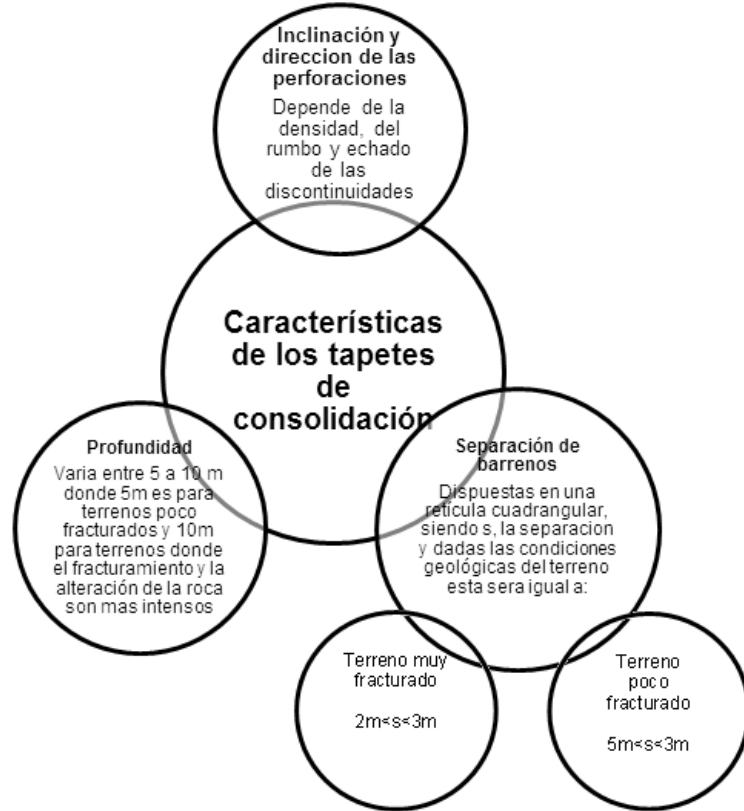 Inclinación y
direccion de las
perforaciones
Depende de la
densidad, del
rumbo y echado
de las
discontinuidades
Características
de los tapetes
de
consolidación
Profundidad
Varia entre 5 a 10 m
donde 5m es para
terrenos poco
fracturados y 10m
para terrenos donde
el fracturamiento y la
alteración de la roca
son mas intensos
Separación de
barrenos
Dispuestas en una
retícula cuadrangular,
siendo s, la separacion
y dadas las condiciones
geológicas del terreno
esta sera igual a:
Terreno muy
fracturado
2m<s<3m
Terreno
poco
fracturado
5m<s<3m